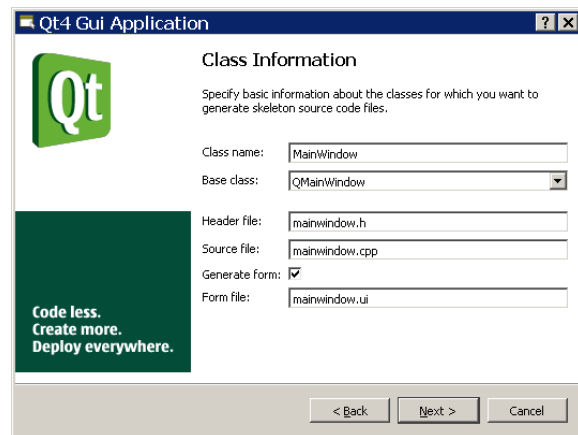 Qt4 Gui Application
Qt
Class Information
Specify basic information about the classes for which you want to
generate skeleton source code files.
Class name: MainWindow
Base class: QMainWindow
Header file: mainwindow.h
Source file: mainwindow.cpp
Generate form:
Form file: mainwindow.ui
Code less.
Create more.
Deploy everywhere.
< Back Next > Cancel